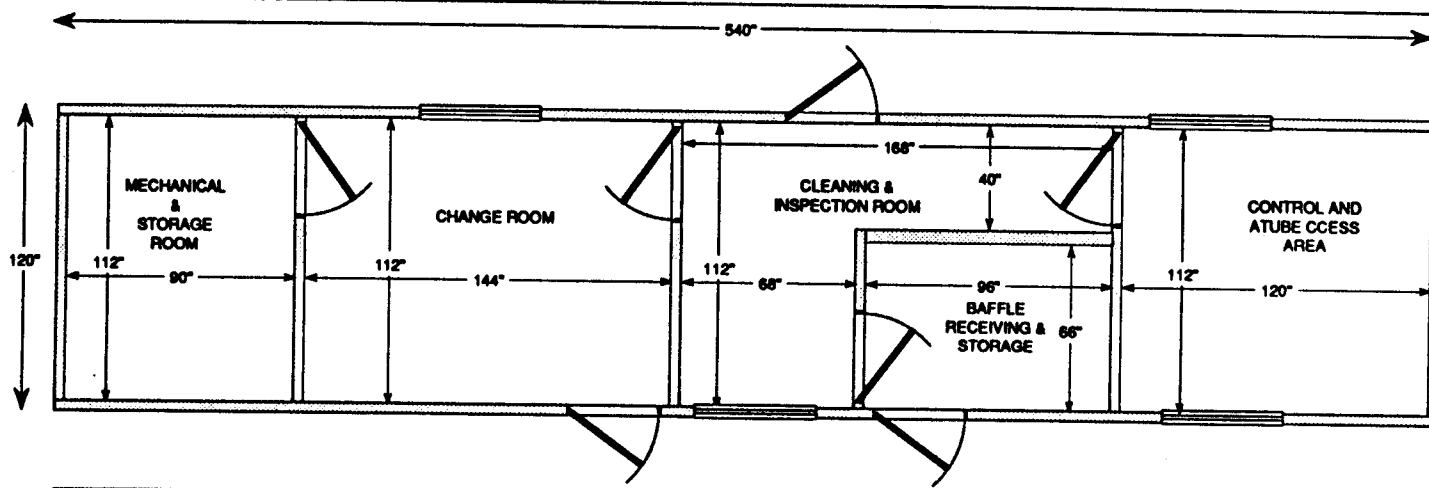 540"
168"
40"
MECHANICAL
&
STORAGE
ROOM
CHANGE ROOM
CLEANING &
INSPECTION ROOM
CONTROL AND
ATUBE CCESS
AREA
120"
112"
90"
112"
144"
112"
68"
96"
112"
120"
BAFFLE
RECEIVING &
STORAGE
66"